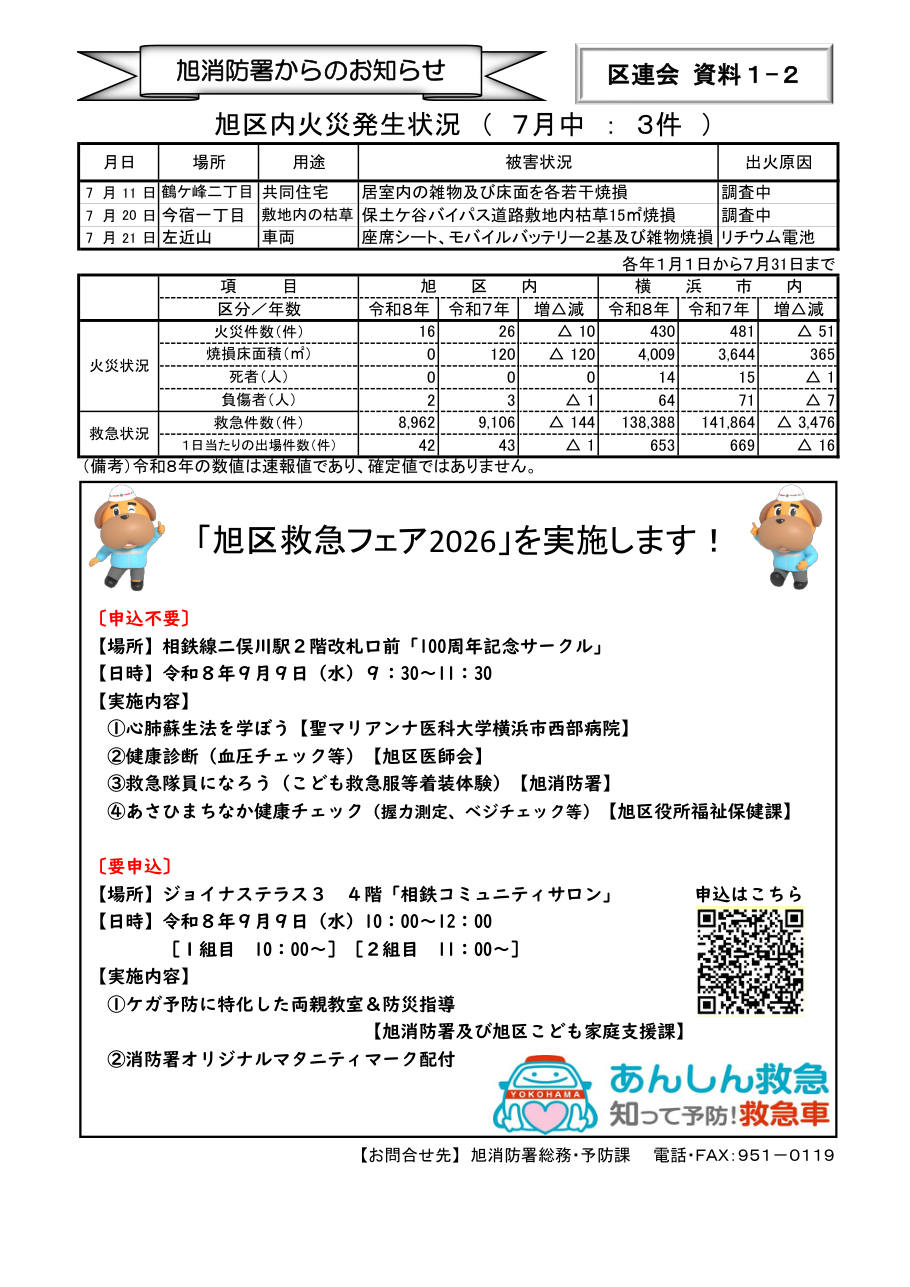 旭消防署からのお知らせ
区連会 資料１-２
旭区内火災発生状況 （ ７月中 ： ３件 ）
月日 場所 用途 被害状況 出火原因
7 月 11 日 鶴ケ峰二丁目 共同住宅 居室内の雑物及び床面を各若干焼損 調査中
7 月 20 日 今宿一丁目 敷地内の枯草 保土ケ谷バイパス道路敷地内枯草15㎡焼損 調査中
7 月 21 日 左近山 車両 座席シート、モバイルバッテリー２基及び雑物焼損 リチウム電池
各年１月１日から７月31日まで
項 目 旭 区 内 横 浜 市 内
区分／年数 令和８年 令和７年 増△減 令和８年 令和７年 増△減
火災状況 火災件数（件） 16 26 △ 10 430 481 △ 51
焼損床面積（㎡） 0 120 △ 120 4,009 3,644 365
死者（人） 0 0 0 14 15 △ 1
負傷者（人） 2 3 △ 1 64 71 △ 7
救急状況 救急件数（件） 8,962 9,106 △ 144 138,388 141,864 △ 3,476
１日当たりの出場件数（件） 42 43 △ 1 653 669 △ 16
（備考）令和８年の数値は速報値であり、確定値ではありません。
「旭区救急フェア2026」を実施します！
〔申込不要〕
【場所】相鉄線二俣川駅２階改札口前「100周年記念サークル」
【日時】令和８年９月９日（水）９：30～11：30
【実施内容】
①心肺蘇生法を学ぼう【聖マリアンナ医科大学横浜市西部病院】
②健康診断（血圧チェック等）【旭区医師会】
③救急隊員になろう（こども救急服等着装体験）【旭消防署】
④あさひまちなか健康チェック（握力測定、ベジチェック等）【旭区役所福祉保健課】
〔要申込〕
【場所】ジョイナステラス３　４階「相鉄コミュニティサロン」
申込はこちら
【日時】令和８年９月９日（水）10：00～12：00
［１組目　10：00～］［２組目　11：00～］
【実施内容】
①ケガ予防に特化した両親教室＆防災指導
【旭消防署及び旭区こども家庭支援課】
②消防署オリジナルマタニティマーク配付
YOKOHAMA
あんしん救急
知って予防！救急車
【お問合せ先】旭消防署総務・予防課　電話・FAX：９５１－０１１９